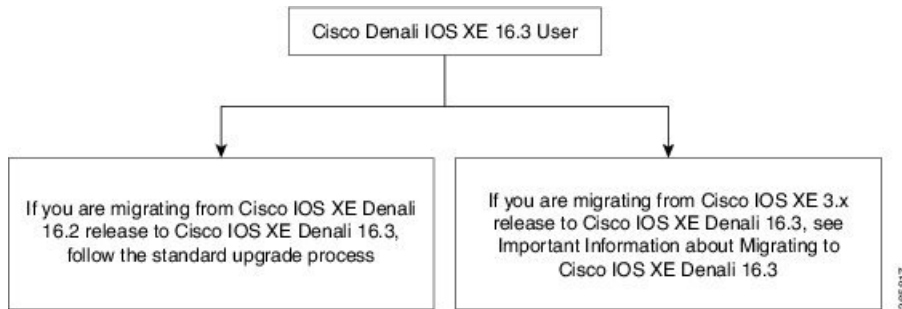 Cisco Denali IOS XE 16.3 User
If you are migrating from Cisco IOS XE Denali
16.2 release to Cisco IOS XE Denali 16.3,
follow the standard upgrade process
If you are migrating from Cisco IOS XE 3.x
release to Cisco IOS XE Denali 16.3, see
Important Information about Migrating to
Cisco IOS XE Denali 16.3